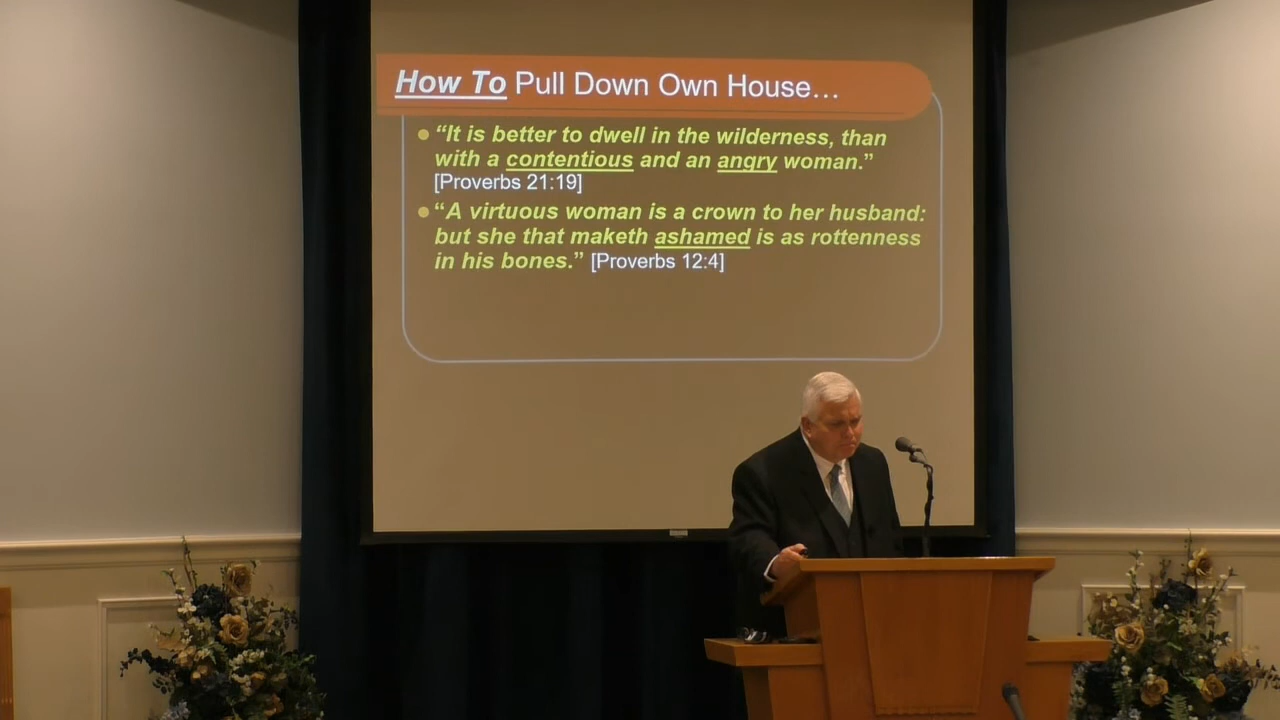 How To Pull Down Own House…
“It is better to dwell in the wilderness, than
with a contentious and an angry woman.”
[Proverbs 21:19]
“A virtuous woman is a crown to her husband:
but she that maketh ashamed is as rottenness
in his bones.” [Proverbs 12:4]